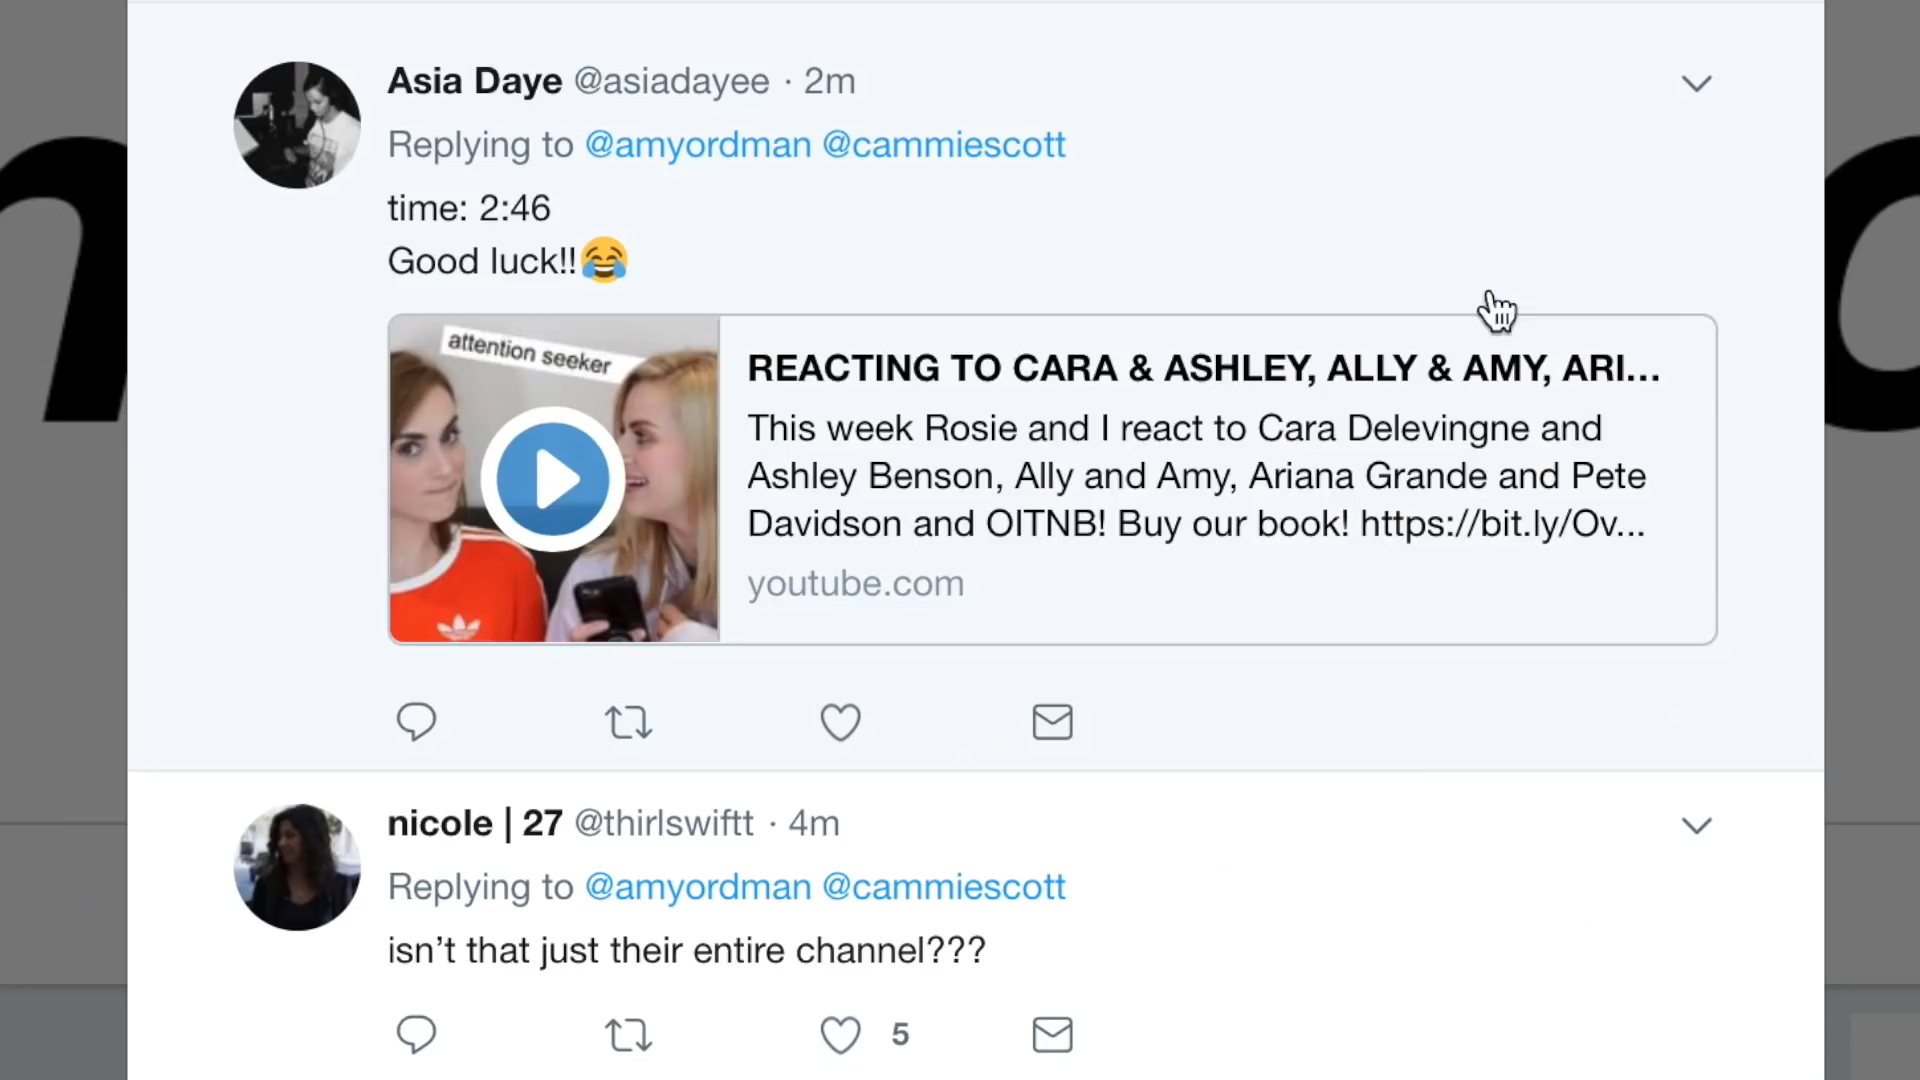 Asia Daye @asiadayee · 2m
Replying to @amyordman @cammiescott
time: 2:46
Good luck!!😂
attention seeker
REACTING TO CARA & ASHLEY, ALLY & AMY, ARI...
This week Rosie and I react to Cara Delevingne and
Ashley Benson, Ally and Amy, Ariana Grande and Pete
Davidson and OITNB! Buy our book! https://bit.ly/Ov...
youtube.com
nicole | 27 @thirlswiftt · 4m
Replying to @amyordman @cammiescott
isn’t that just their entire channel???
5